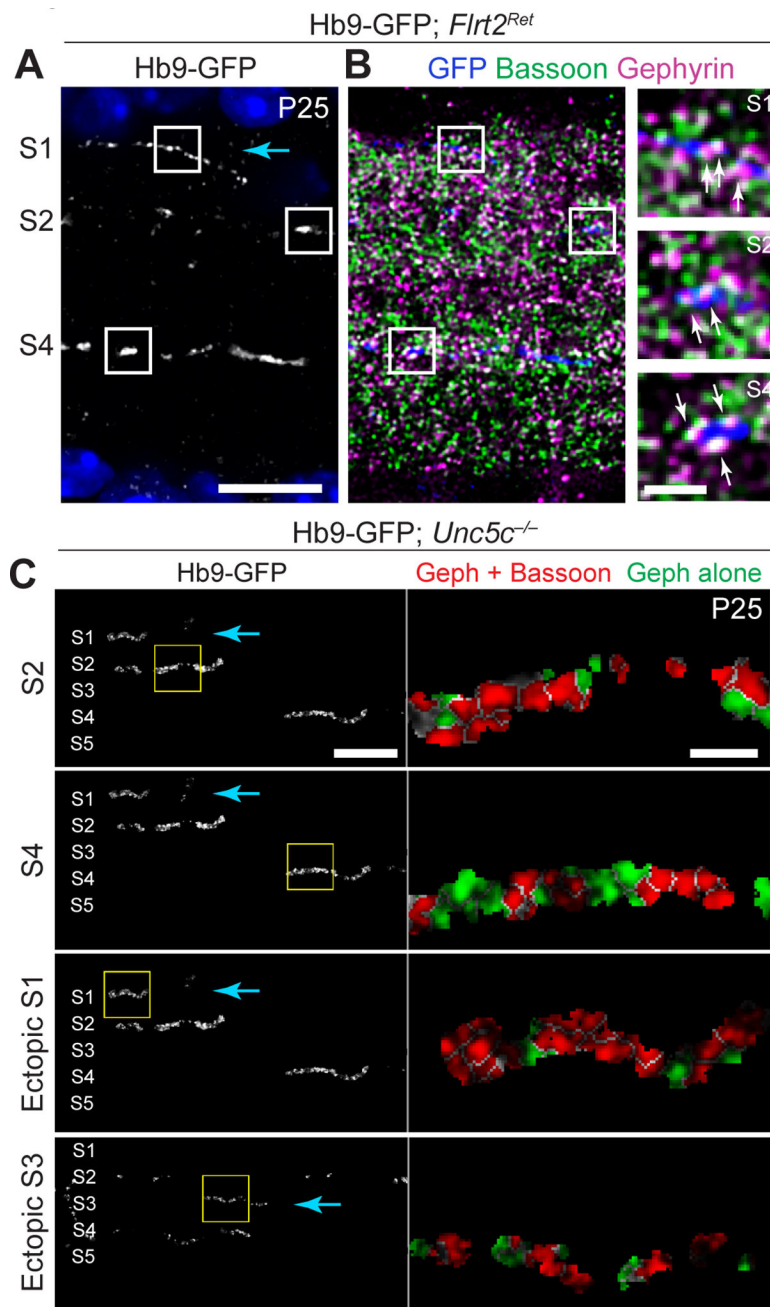 Hb9-GFP; Flrt2Ret
A
Hb9-GFP
B
GFP Bassoon Gephyrin
P25
S1
S2
S4
S1
S2
S4
Hb9-GFP; Unc5c−/−
C
Hb9-GFP
Geph + Bassoon Geph alone
P25
S2
S1
S2
S3
S4
S5
S4
S1
S2
S3
S4
S5
Ectopic S1
S1
S2
S3
S4
S5
Ectopic S3
S1
S2
S3
S4
S5